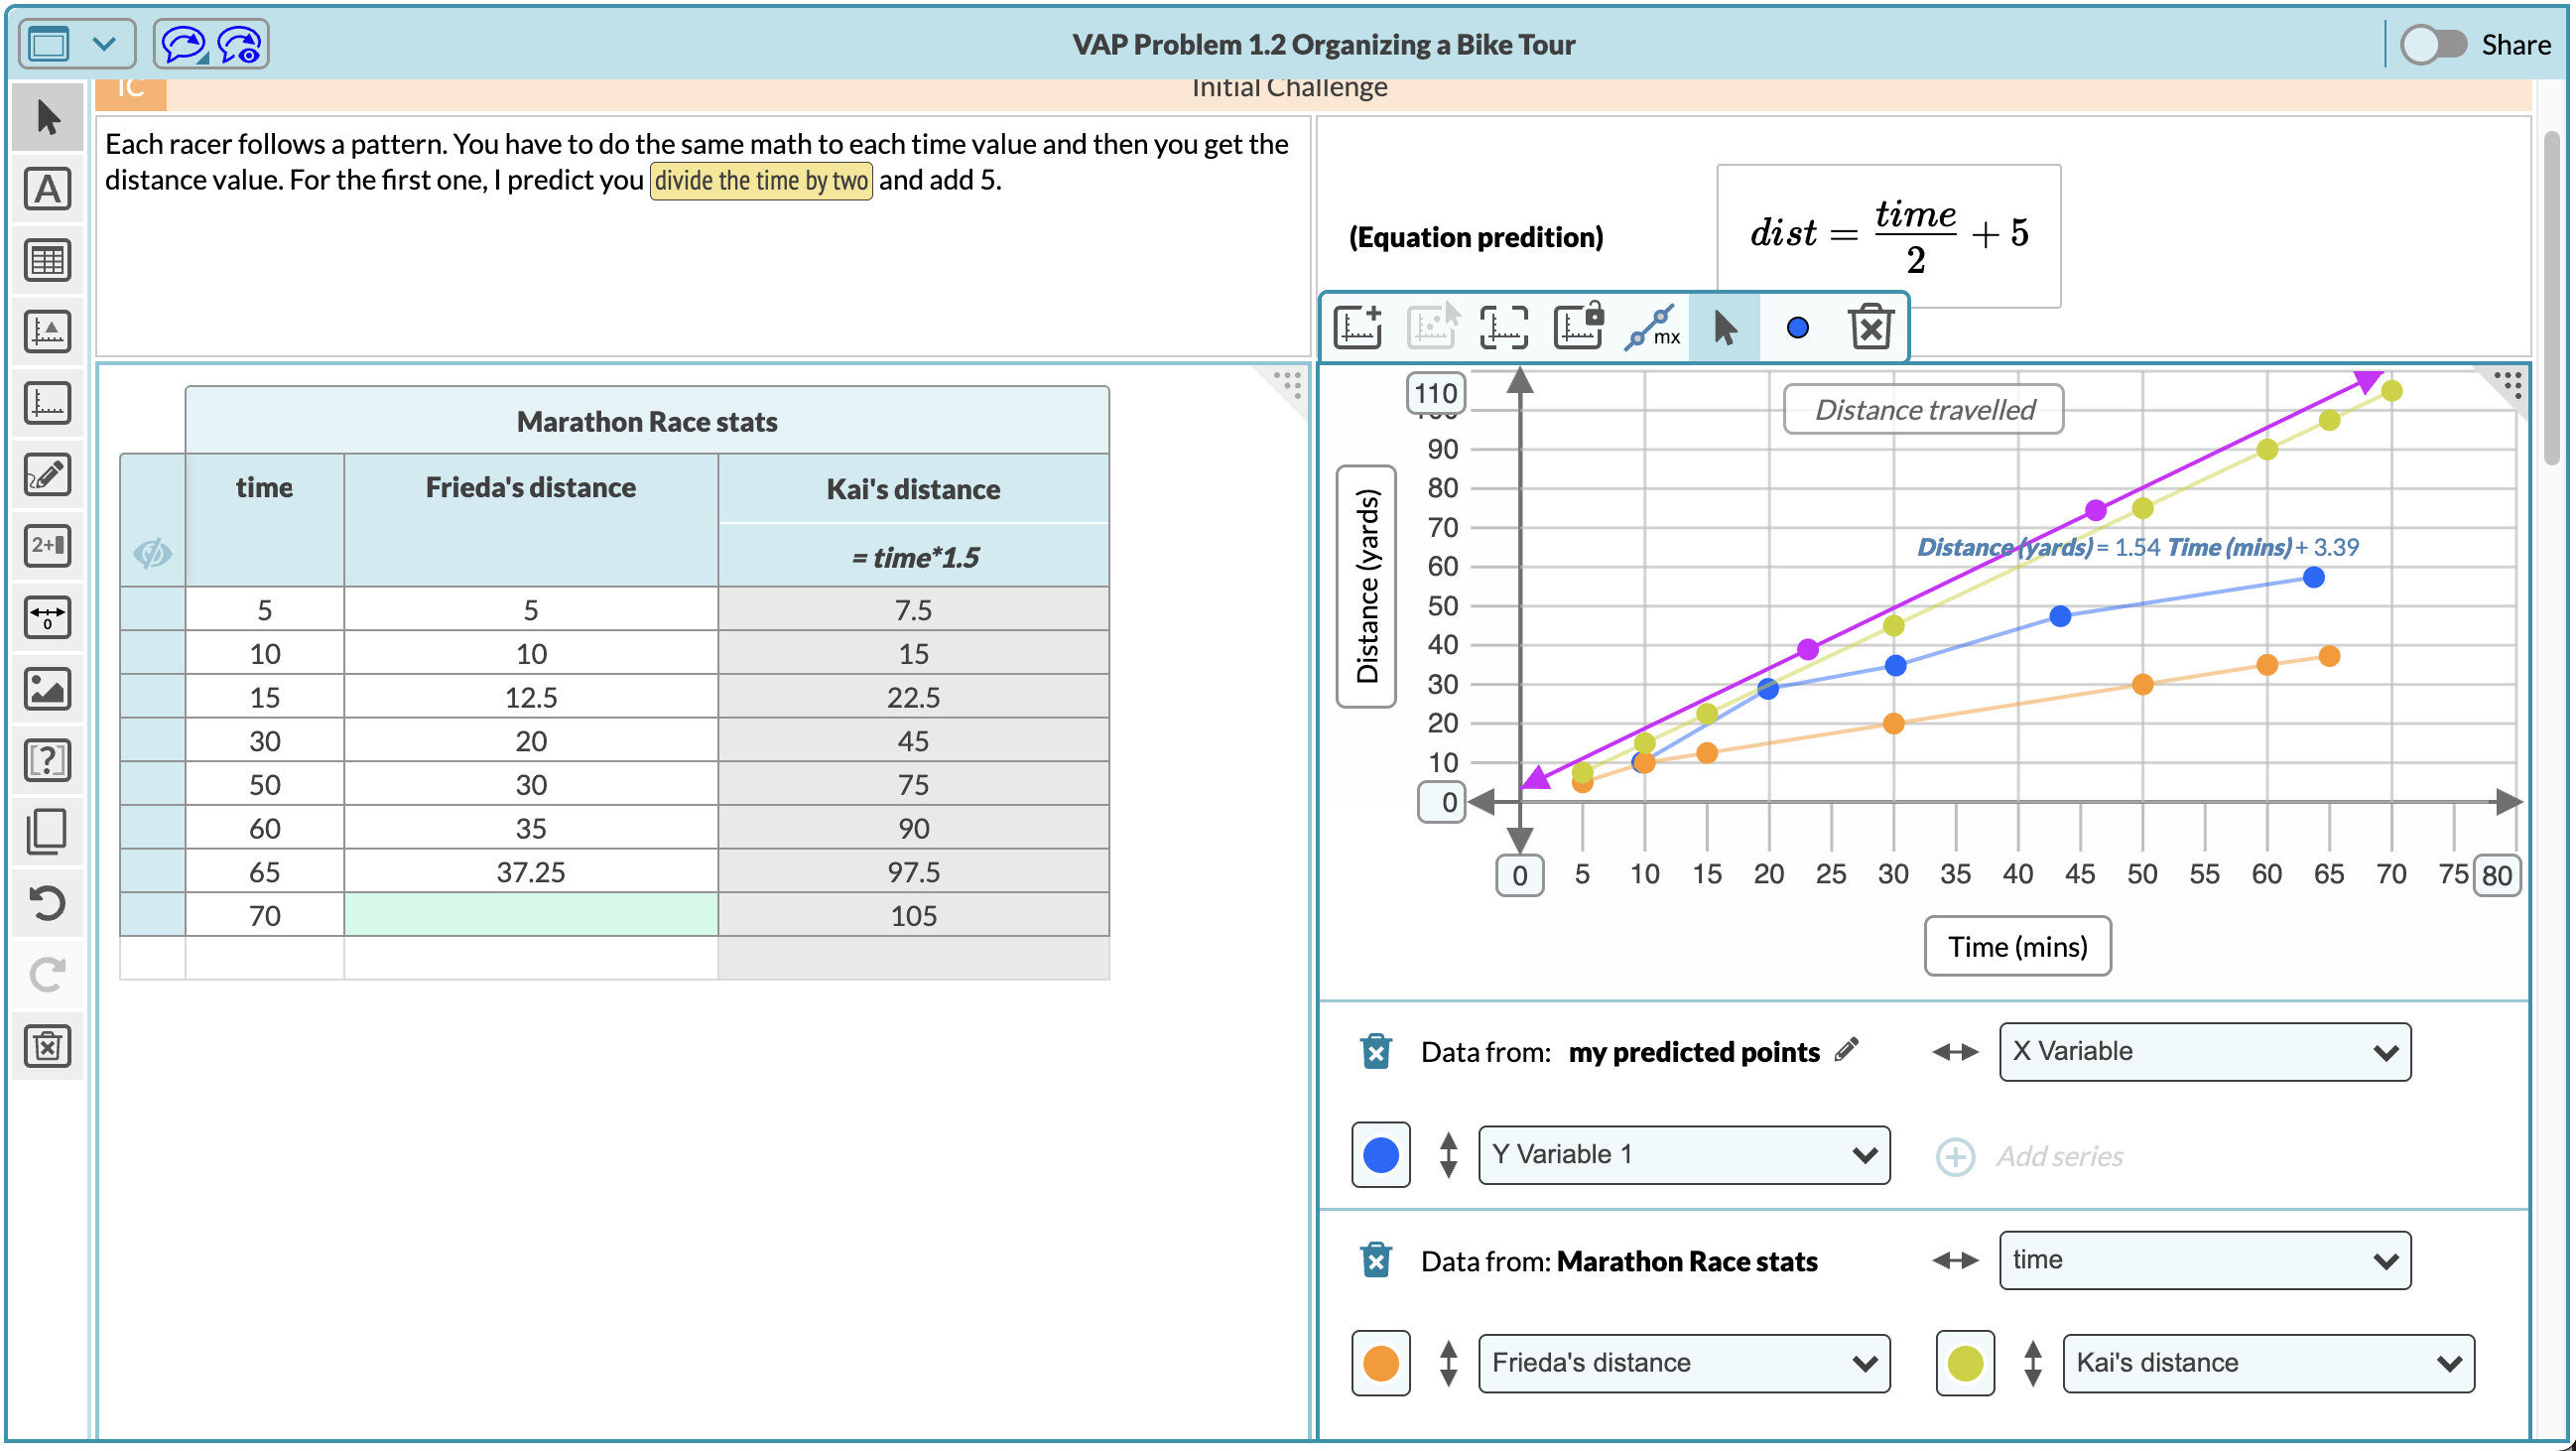 VAP Problem 1.2 Organizing a Bike Tour
Share
IC
Initial Challenge
Each racer follows a pattern. You have to do the same math to each time value and then you get the
distance value. For the first one, I predict you divide the time by two and add 5.
(Equation predition)
dist = time/2 + 5
A
2+
0
[?]
mx
Marathon Race stats
time Frieda's distance Kai's distance
= time*1.5
5 5 7.5
10 10 15
15 12.5 22.5
30 20 45
50 30 75
60 35 90
65 37.25 97.5
70 105
Distance travelled
Distance (yards)
110
100
90
80
70
60
50
40
30
20
10
0
Distance (yards) = 1.54 Time (mins) + 3.39
0 5 10 15 20 25 30 35 40 45 50 55 60 65 70 75 80
Time (mins)
Data from: my predicted points X Variable
Y Variable 1 Add series
Data from: Marathon Race stats time
Frieda's distance Kai's distance